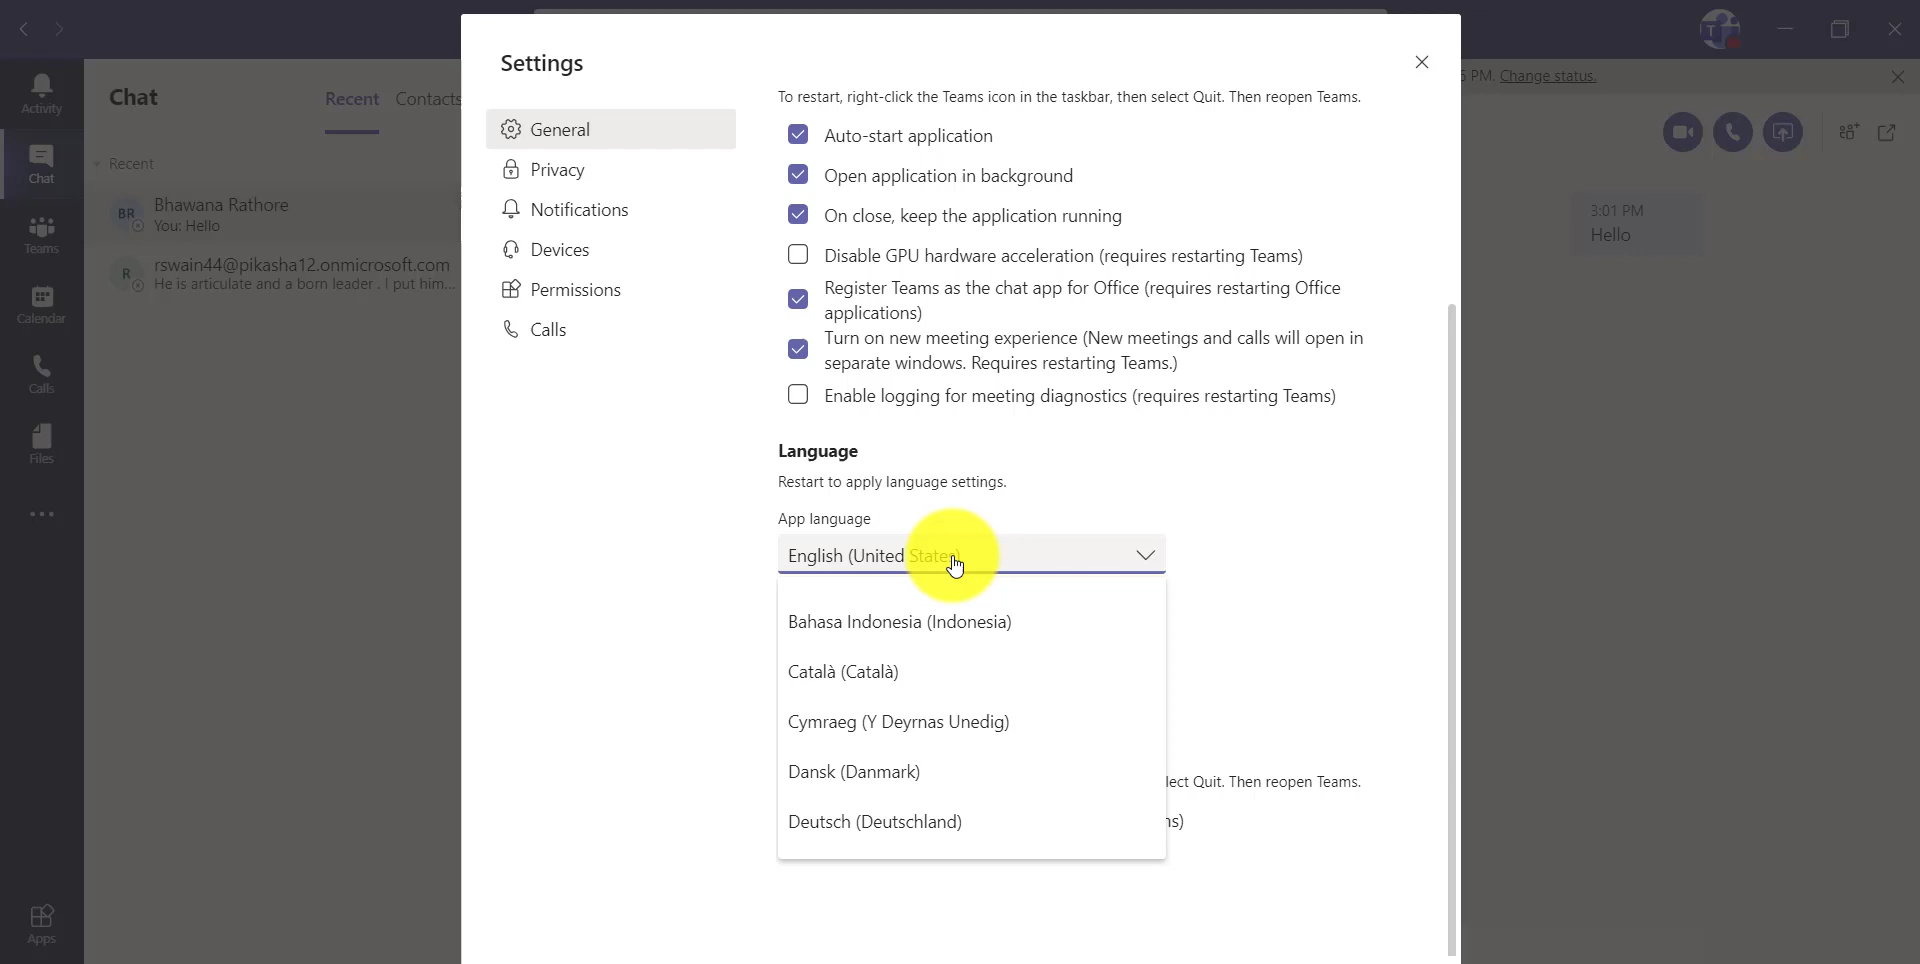 Settings
To restart, right-click the Teams icon in the taskbar, then select Quit. Then reopen Teams.
PM. Change status.
Activity
Chat
Teams
Calendar
Calls
Files
Apps
Chat
Recent
Contacts
Recent
BR
Bhawana Rathore
You: Hello
R
rswain44@pikasha12.onmicrosoft.com
He is articulate and a born leader . I put him...
General
Privacy
Notifications
Devices
Permissions
Calls
Auto-start application
Open application in background
On close, keep the application running
Disable GPU hardware acceleration (requires restarting Teams)
Register Teams as the chat app for Office (requires restarting Office
applications)
Turn on new meeting experience (New meetings and calls will open in
separate windows. Requires restarting Teams.)
Enable logging for meeting diagnostics (requires restarting Teams)
Language
Restart to apply language settings.
App language
English (United States)
Bahasa Indonesia (Indonesia)
Català (Català)
Cymraeg (Y Deyrnas Unedig)
Dansk (Danmark)
Deutsch (Deutschland)
lect Quit. Then reopen Teams.
ns)
3:01 PM
Hello